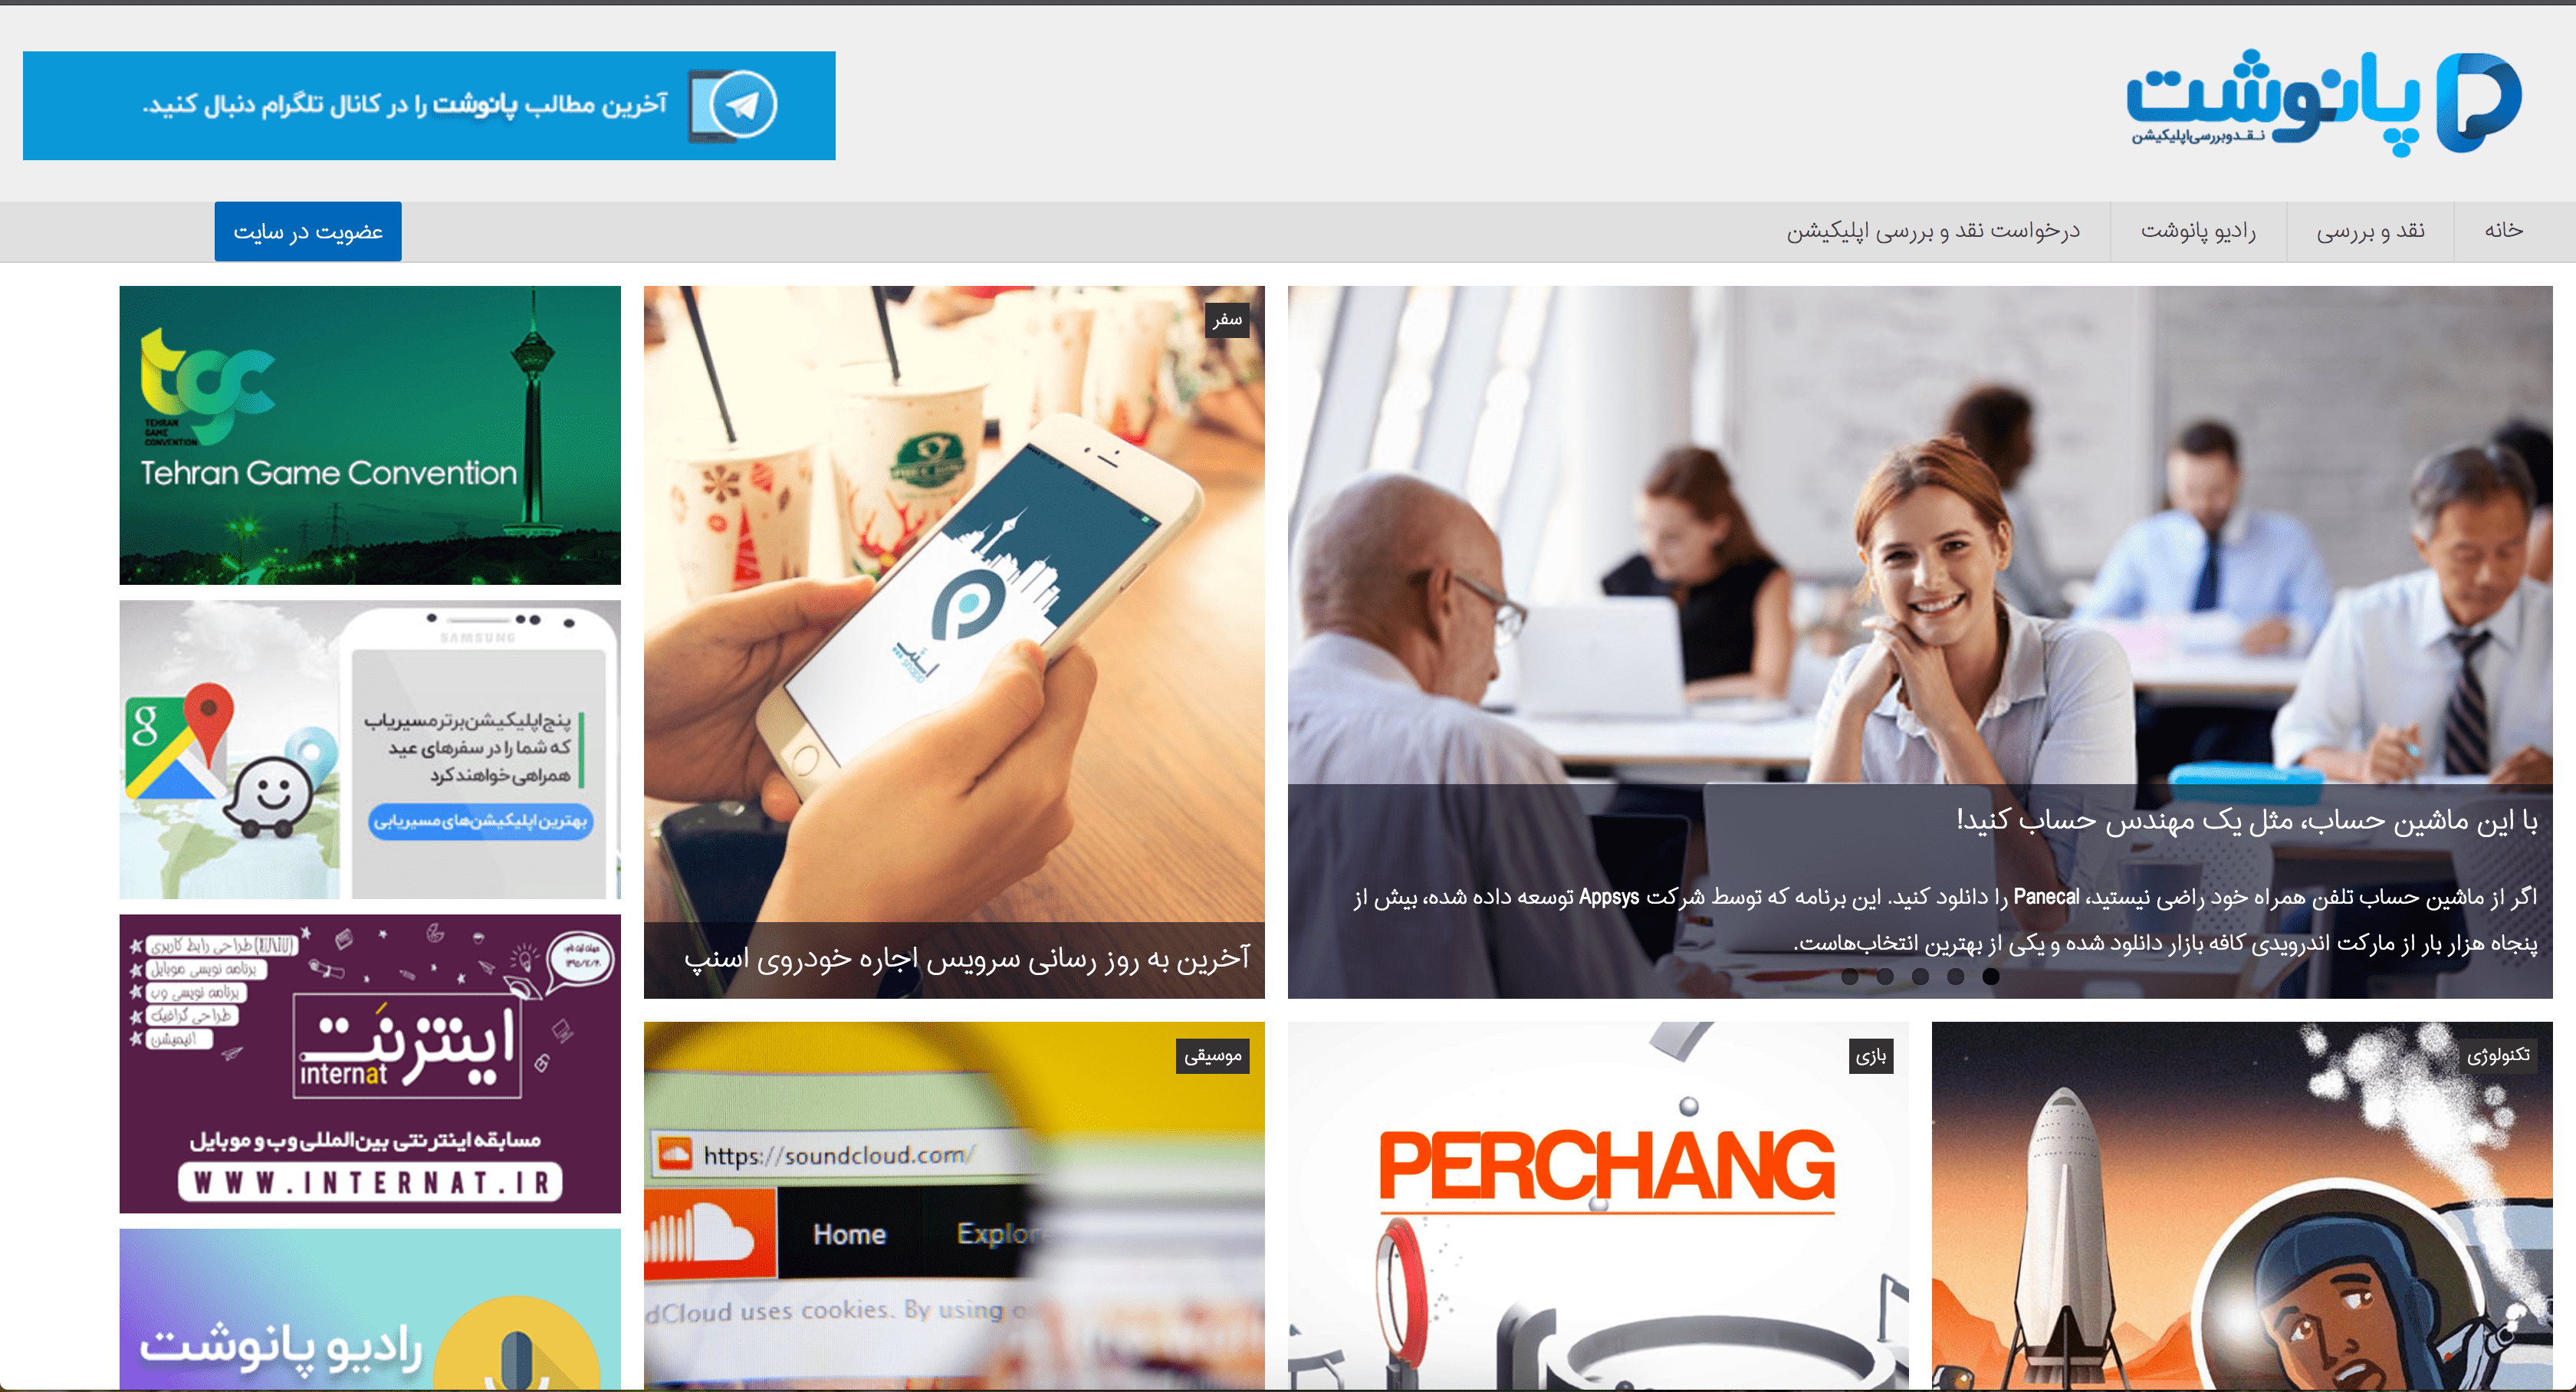 پانوشت
نـقـدوبررسی‌اپلیکیشن
آخرین مطالب پانوشت را در کانال تلگرام دنبال کنید.
خانه
نقد و بررسی
رادیو پانوشت
درخواست نقد و بررسی اپلیکیشن
عضویت در سایت
با این ماشین حساب، مثل یک مهندس حساب کنید!
اگر از ماشین حساب تلفن همراه خود راضی نیستید، Panecal را دانلود کنید. این برنامه که توسط شرکت Appsys توسعه داده شده، بیش از
پنجاه هزار بار از مارکت اندرویدی کافه بازار دانلود شده و یکی از بهترین انتخاب‌هاست.
سفر
اسنپ
آخرین به روز رسانی سرویس اجاره خودروی اسنپ
tgc
TEHRAN
GAME
CONVENTION
Tehran Game Convention
SAMSUNG
g
پنج اپلیکیشن برتر مسیریاب
که شما را در سفرهای عید
همراهی خواهند کرد
بهترین اپلیکیشن‌های مسیریابی
طراحی رابط کاربری (UI/UX)
برنامه نویسی موبایل
برنامه نویسی وب
طراحی گرافیک
انیمیشن
اینترنت
internat
مسابقه اینترنتی بین‌المللی وب و موبایل
WWW.INTERNAT.IR
رادیو پانوشت
تکنولوژی
بازی
PERCHANG
موسیقی
https://soundcloud.com/
Home
Explore
dCloud uses cookies. By using